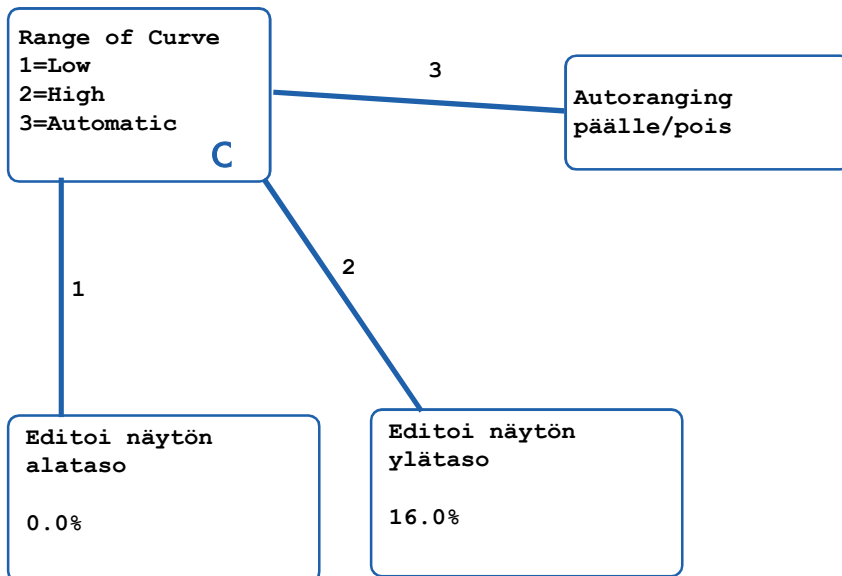 Range of Curve
1=Low
2=High
3=Automatic
C
3
Autoranging
päälle/pois
1
2
Editoi näytön
alataso
0.0%
Editoi näytön
ylätaso
16.0%